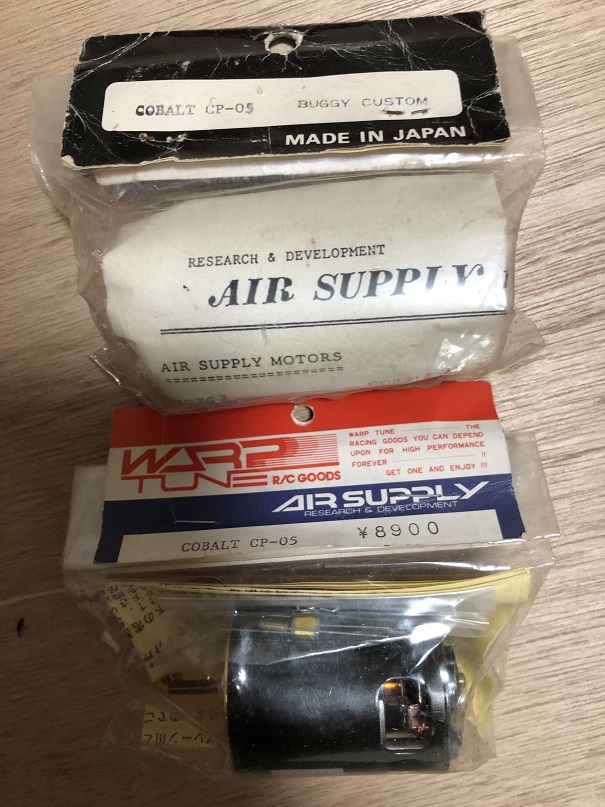 COBALT CP-05 BUGGY CUSTOM
MADE IN JAPAN
RESEARCH & DEVELOPMENT
AIR SUPPLY
AIR SUPPLY MOTORS
WARP TUNE R/C GOODS
WARP TUNE THE
RACING GOODS YOU CAN DEPEND
UPON FOR HIGH PERFORMANCE
FOREVER !!
GET ONE AND ENJOY !!!
AIR SUPPLY
RESEARCH & DEVELOPMENT
COBALT CP-05 ¥8900